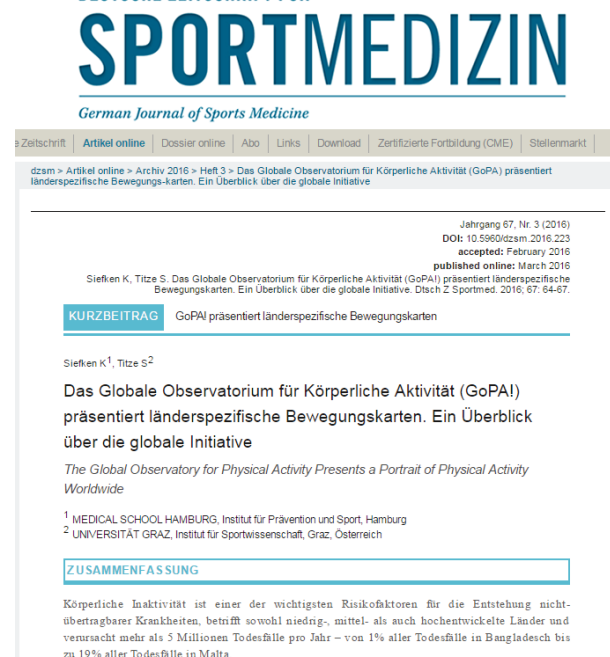 DEUTSCHE ZEITSCHRIFT FÜR
SPORTMEDIZIN
German Journal of Sports Medicine
e Zeitschrift | Artikel online | Dossier online | Abo | Links | Download | Zertifizierte Fortbildung (CME) | Stellenmarkt
dzsm > Artikel online > Archiv 2016 > Heft 3 > Das Globale Observatorium für Körperliche Aktivität (GoPA) präsentiert
länderspezifische Bewegungs-karten. Ein Überblick über die globale Initiative
Jahrgang 67, Nr. 3 (2016)
DOI: 10.5960/dzsm.2016.223
accepted: February 2016
published online: March 2016
Siefken K, Titze S. Das Globale Observatorium für Körperliche Aktivität (GoPA!) präsentiert länderspezifische
Bewegungskarten. Ein Überblick über die globale Initiative. Dtsch Z Sportmed. 2016; 67: 64-67.
KURZBEITRAG GoPA! präsentiert länderspezifische Bewegungskarten
Siefken K1, Titze S2
Das Globale Observatorium für Körperliche Aktivität (GoPA!)
präsentiert länderspezifische Bewegungskarten. Ein Überblick
über die globale Initiative
The Global Observatory for Physical Activity Presents a Portrait of Physical Activity
Worldwide
1 MEDICAL SCHOOL HAMBURG, Institut für Prävention und Sport, Hamburg
2 UNIVERSITÄT GRAZ, Institut für Sportwissenschaft, Graz, Österreich
ZUSAMMENFASSUNG
Körperliche Inaktivität ist einer der wichtigsten Risikofaktoren für die Entstehung nicht-
übertragbarer Krankheiten, betrifft sowohl niedrig-, mittel- als auch hochentwickelte Länder und
verursacht mehr als 5 Millionen Todesfälle pro Jahr – von 1% aller Todesfälle in Bangladesch bis
zu 19% aller Todesfälle in Malta.